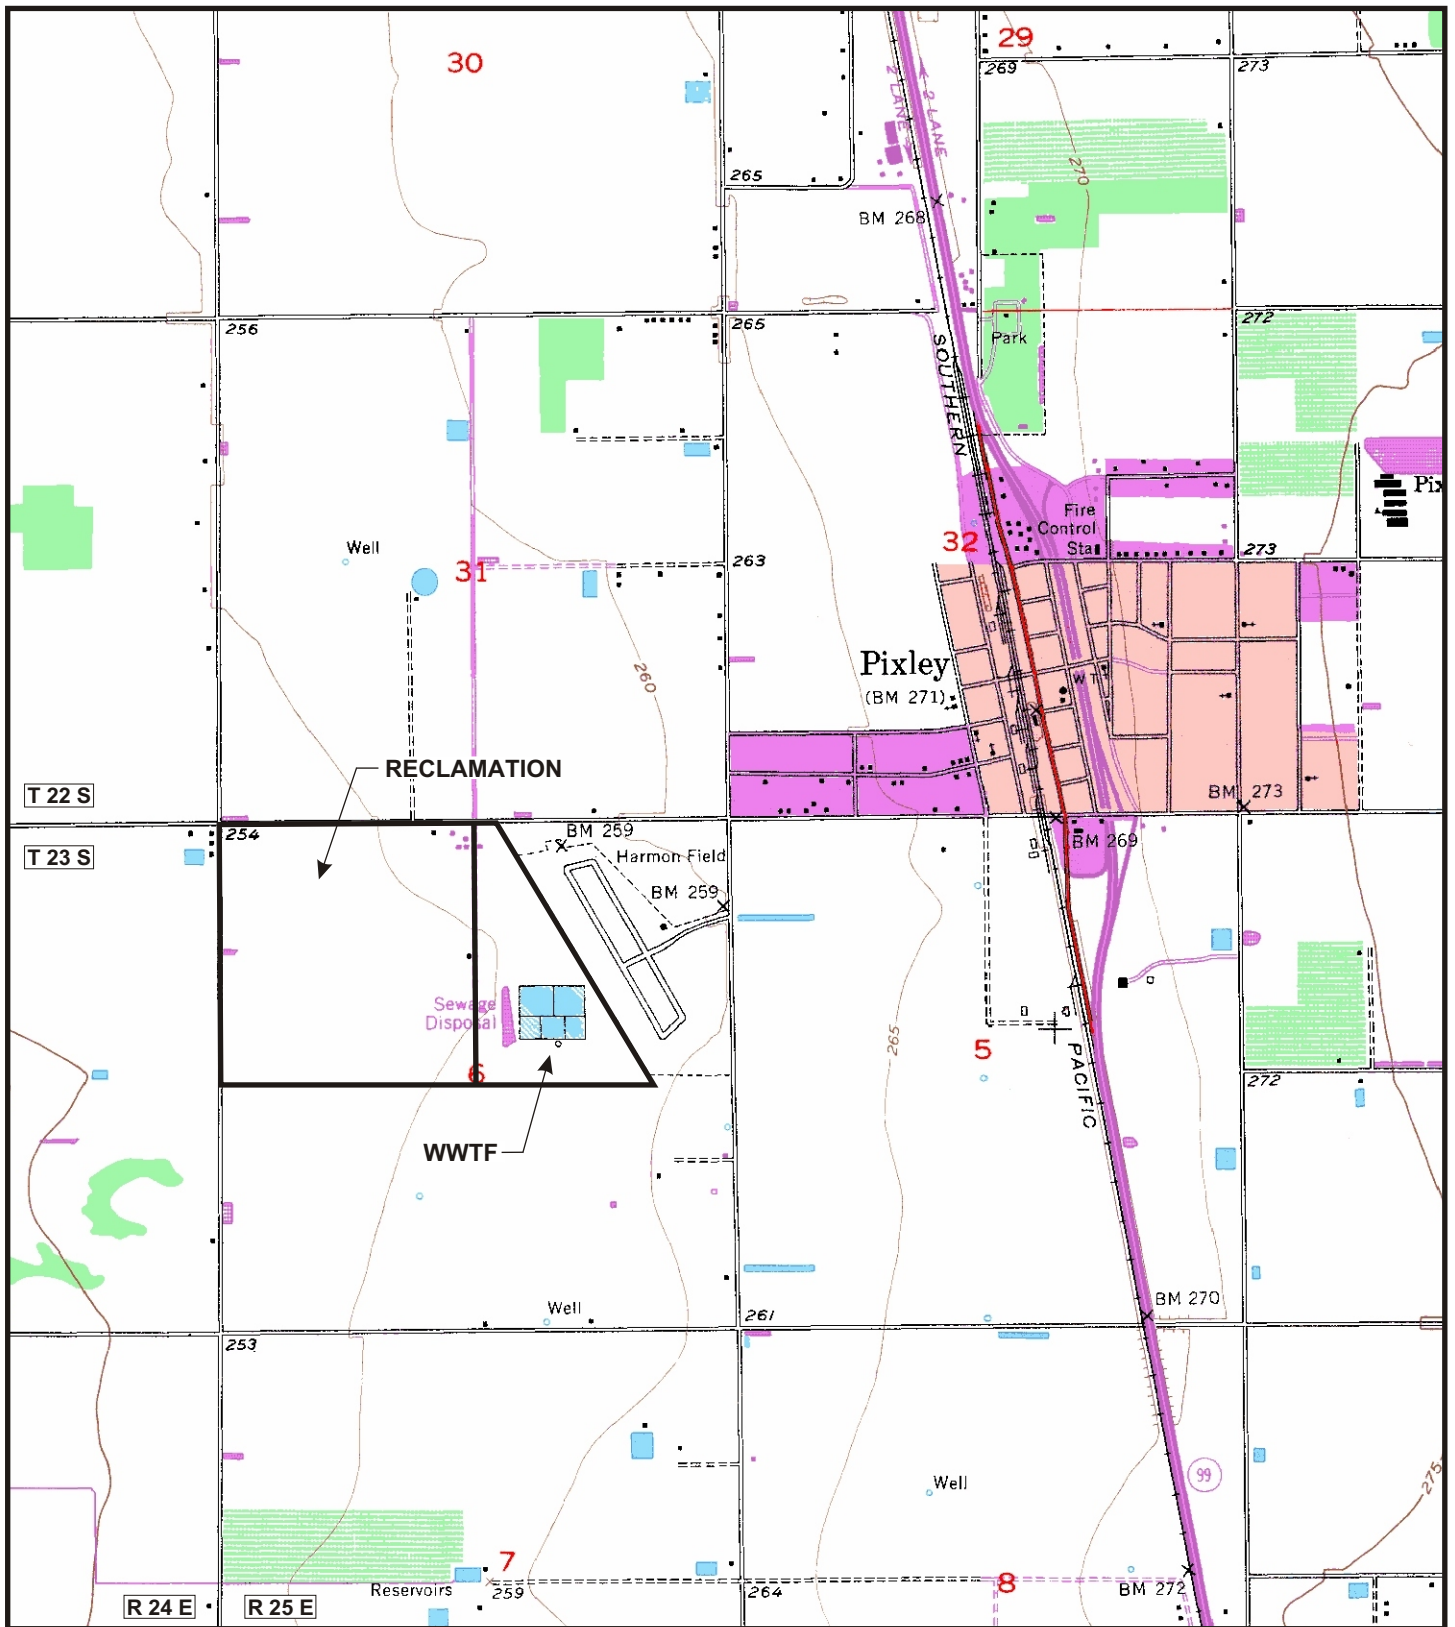 30
29
269
273
2 LANE
2 LANE
270
265
BM 268
256
265
272
Park
SOUTHERN
Pix
Fire
Control
Sta
32
273
Well
31
263
260
Pixley
(BM 271)
W T
RECLAMATION
T 22 S
BM 273
254
BM 259
Harmon Field
BM 269
T 23 S
BM 259
Sewage
Disposal
265
5
6
PACIFIC
272
WWTF
BM 270
Well
261
253
99
Well
275
7
8
Reservoirs
259
264
BM 272
R 24 E
R 25 E